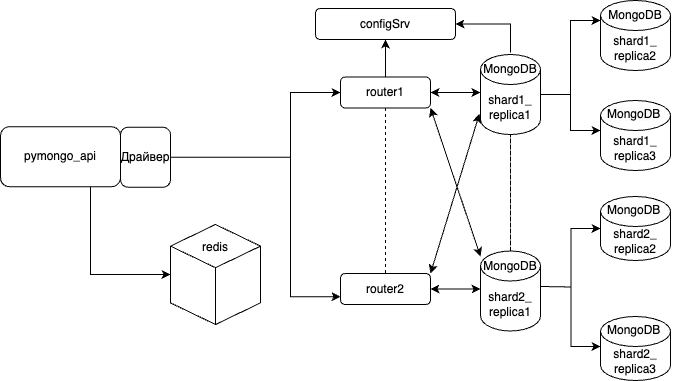 configSrv
MongoDB
shard1_
replica2
MongoDB
shard1_
replica1
router1
MongoDB
shard1_
replica3
pymongo_api
Драйвер
redis
MongoDB
shard2_
replica2
MongoDB
shard2_
replica1
router2
MongoDB
shard2_
replica3